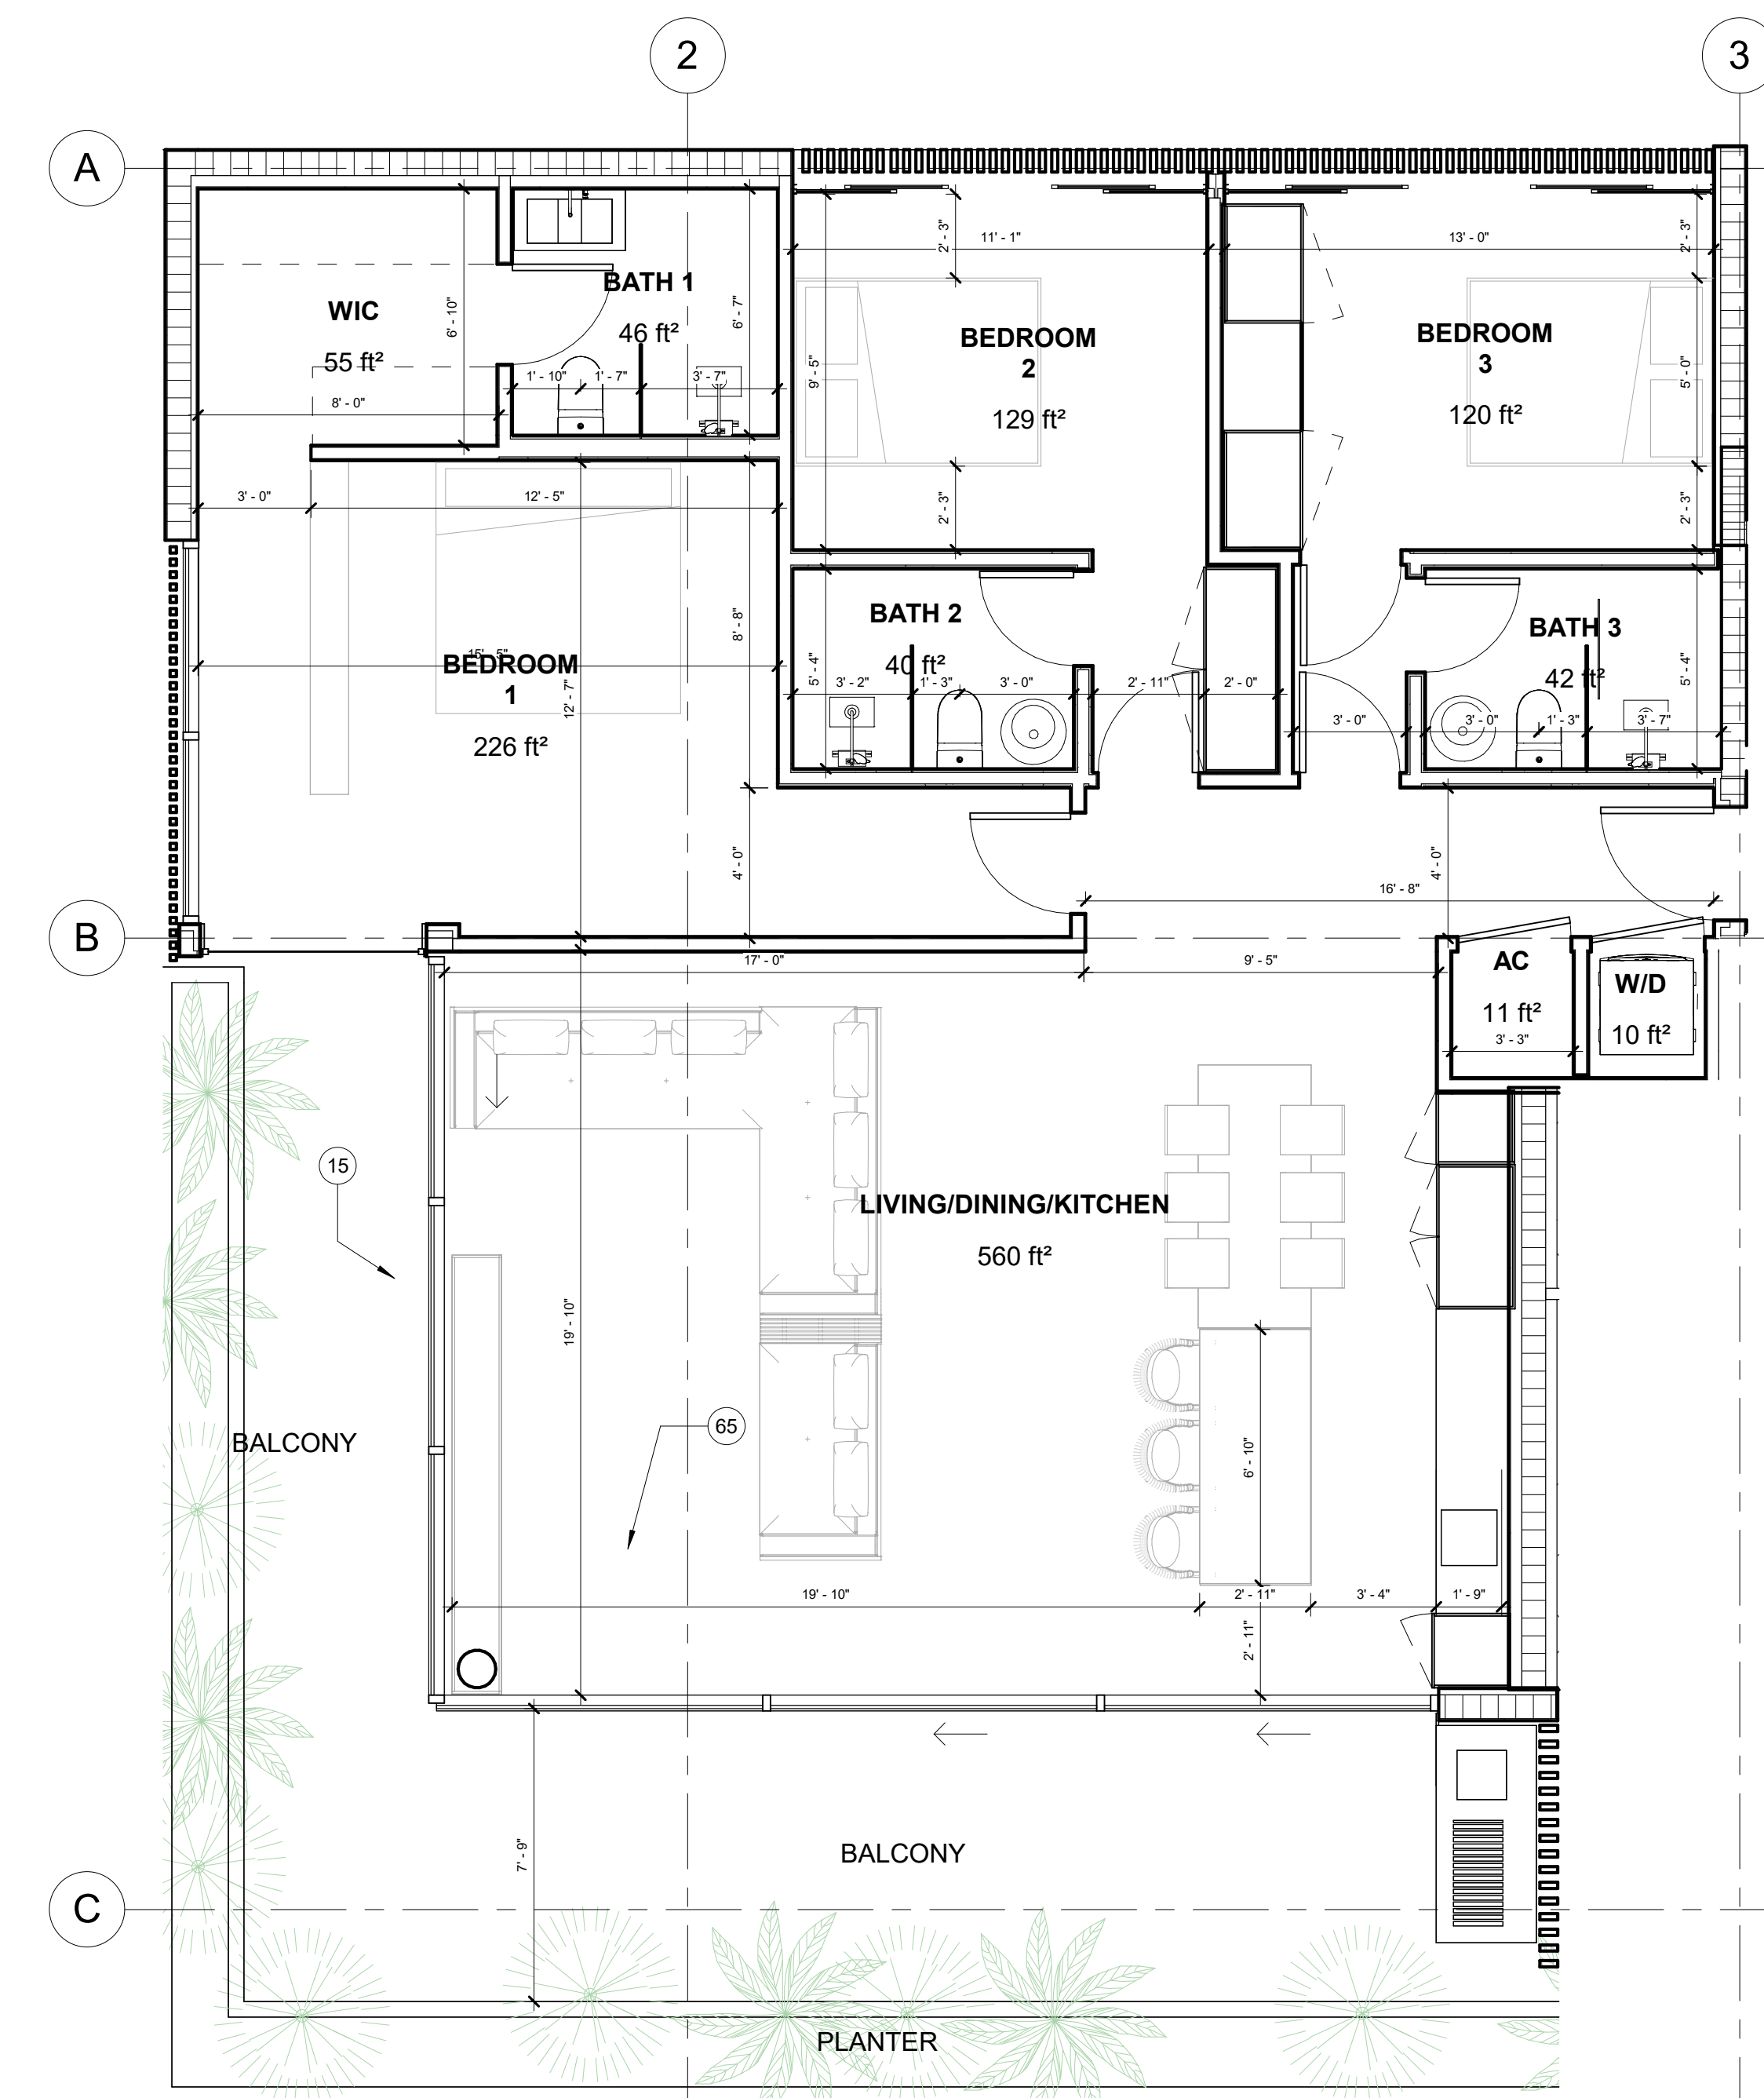 2
3
A
11' - 1"
13' - 0"
2' - 3"
2' - 3"
BATH 1
46 ft²
WIC
55 ft²
6' - 10"
6' - 7"
BEDROOM
2
129 ft²
BEDROOM
3
120 ft²
9' - 5"
5' - 0"
1' - 10"
1' - 7"
3' - 7"
8' - 0"
3' - 0"
12' - 5"
2' - 3"
2' - 3"
BATH 2
40 ft²
BATH 3
42 ft²
8' - 8"
15' - 5"
BEDROOM
1
226 ft²
12' - 7"
5' - 4"
3' - 2"
1' - 3"
3' - 0"
2' - 11"
2' - 0"
3' - 0"
3' - 0"
1' - 3"
3' - 7"
5' - 4"
4' - 0"
4' - 0"
16' - 8"
B
17' - 0"
9' - 5"
AC
11 ft²
3' - 3"
W/D
10 ft²
15
LIVING/DINING/KITCHEN
560 ft²
19' - 10"
65
BALCONY
6' - 10"
19' - 10"
2' - 11"
3' - 4"
1' - 9"
2' - 11"
7' - 9"
BALCONY
C
PLANTER